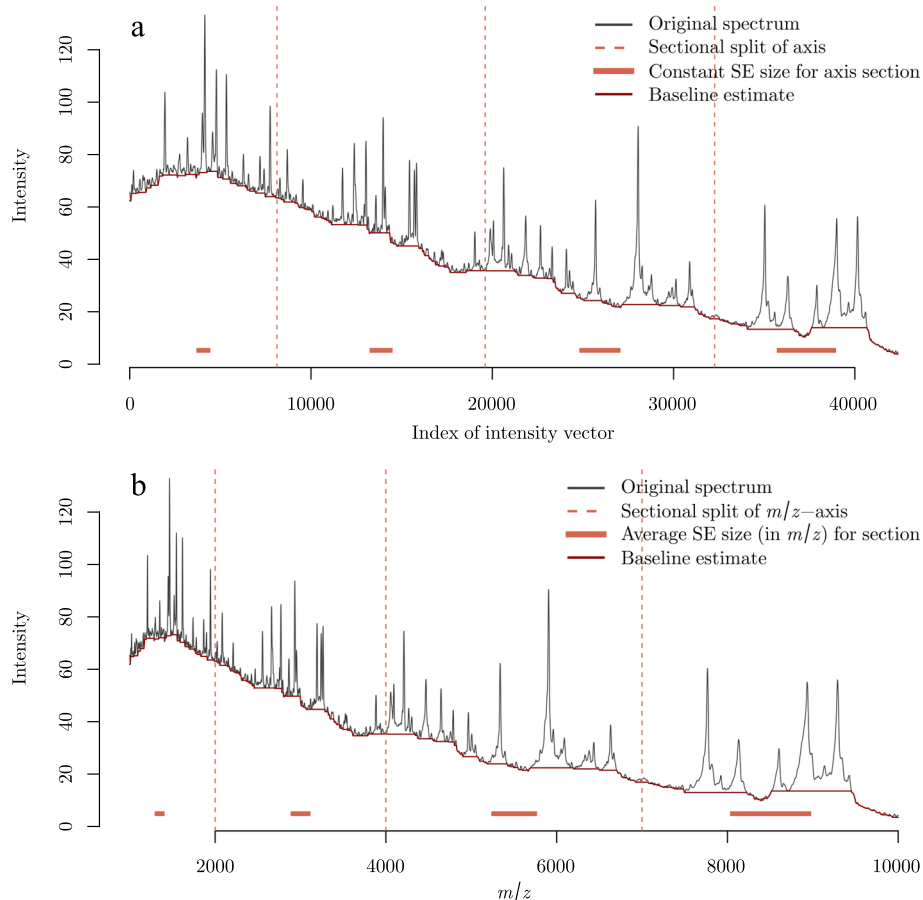 a
Original spectrum
Sectional split of axis
Constant SE size for axis section
Baseline estimate
Intensity
0 20 40 60 80 100 120
0 10000 20000 30000 40000
Index of intensity vector
b
Original spectrum
Sectional split of m/z−axis
Average SE size (in m/z) for section
Baseline estimate
Intensity
0 20 40 60 80 100 120
2000 4000 6000 8000 10000
m/z